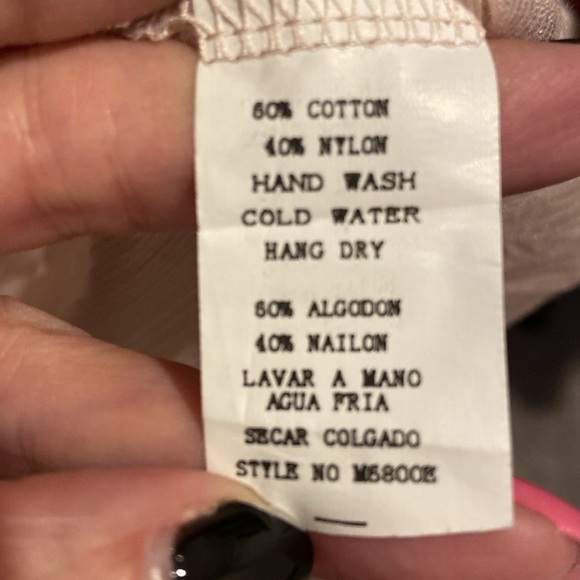 60% COTTON
40% NYLON
HAND WASH
COLD WATER
HANG DRY
60% ALGODON
40% NAILON
LAVAR A MANO
AGUA FRIA
SECAR COLGADO
STYLE NO